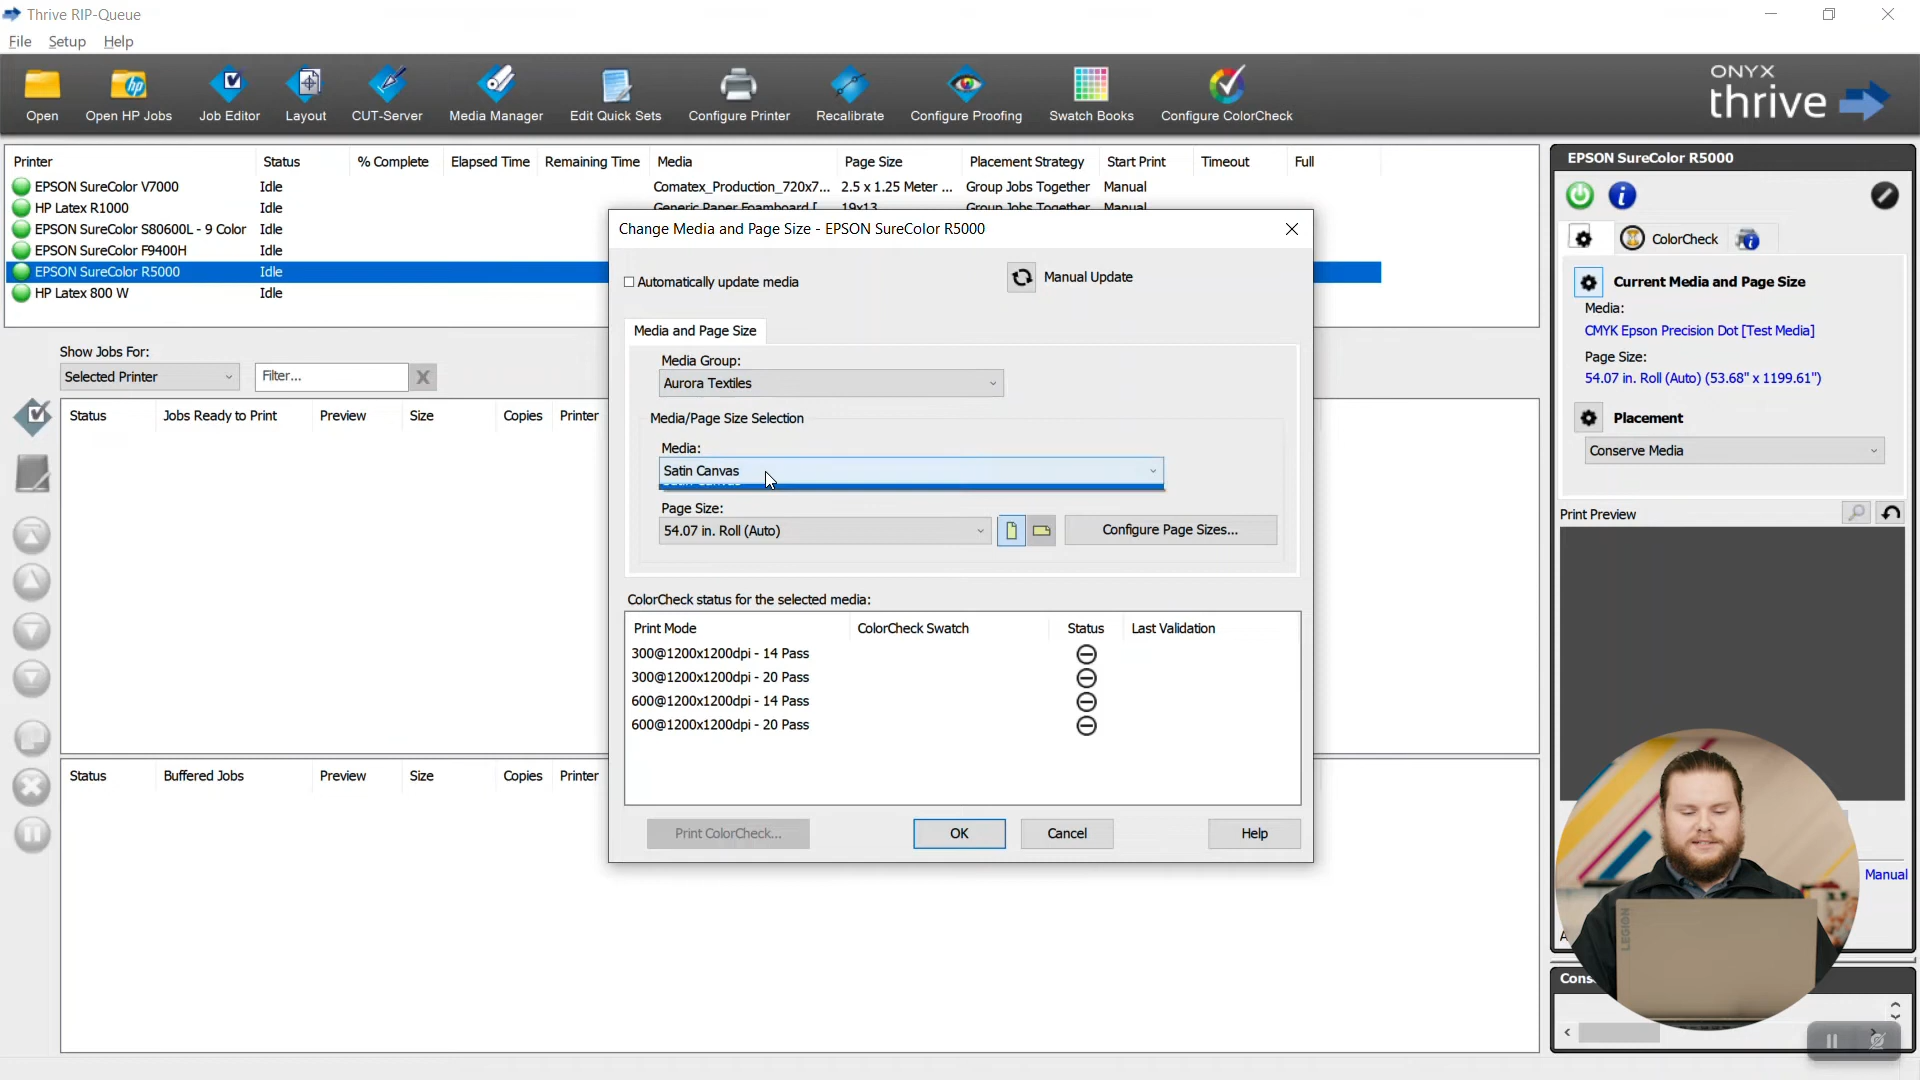 Thrive RIP-Queue
File Setup Help
Open Open HP Jobs Job Editor Layout CUT-Server Media Manager Edit Quick Sets Configure Printer Recalibrate Configure Proofing Swatch Books Configure ColorCheck
ONYX
thrive
Printer Status % Complete Elapsed Time Remaining Time Media Page Size Placement Strategy Start Print Timeout Full
EPSON SureColor V7000 Idle Comatex_Production_720x7... 2.5 x 1.25 Meter ... Group Jobs Together Manual
HP Latex R1000 Idle Generic Paper Foamboard [ 19x13 Group Jobs Together Manual
EPSON SureColor S80600L - 9 Color Idle
EPSON SureColor F9400H Idle
EPSON SureColor R5000 Idle
HP Latex 800 W Idle
Show Jobs For:
Selected Printer Filter... X
Status Jobs Ready to Print Preview Size Copies Printer
Status Buffered Jobs Preview Size Copies Printer
Change Media and Page Size - EPSON SureColor R5000
Automatically update media Manual Update
Media and Page Size
Media Group:
Aurora Textiles
Media/Page Size Selection
Media:
Satin Canvas
Page Size:
54.07 in. Roll (Auto) Configure Page Sizes...
ColorCheck status for the selected media:
Print Mode ColorCheck Swatch Status Last Validation
300@1200x1200dpi - 14 Pass
300@1200x1200dpi - 20 Pass
600@1200x1200dpi - 14 Pass
600@1200x1200dpi - 20 Pass
Print ColorCheck... OK Cancel Help
EPSON SureColor R5000
ColorCheck
Current Media and Page Size
Media:
CMYK Epson Precision Dot [Test Media]
Page Size:
54.07 in. Roll (Auto) (53.68" x 1199.61")
Placement
Conserve Media
Print Preview
Manual
LEGION